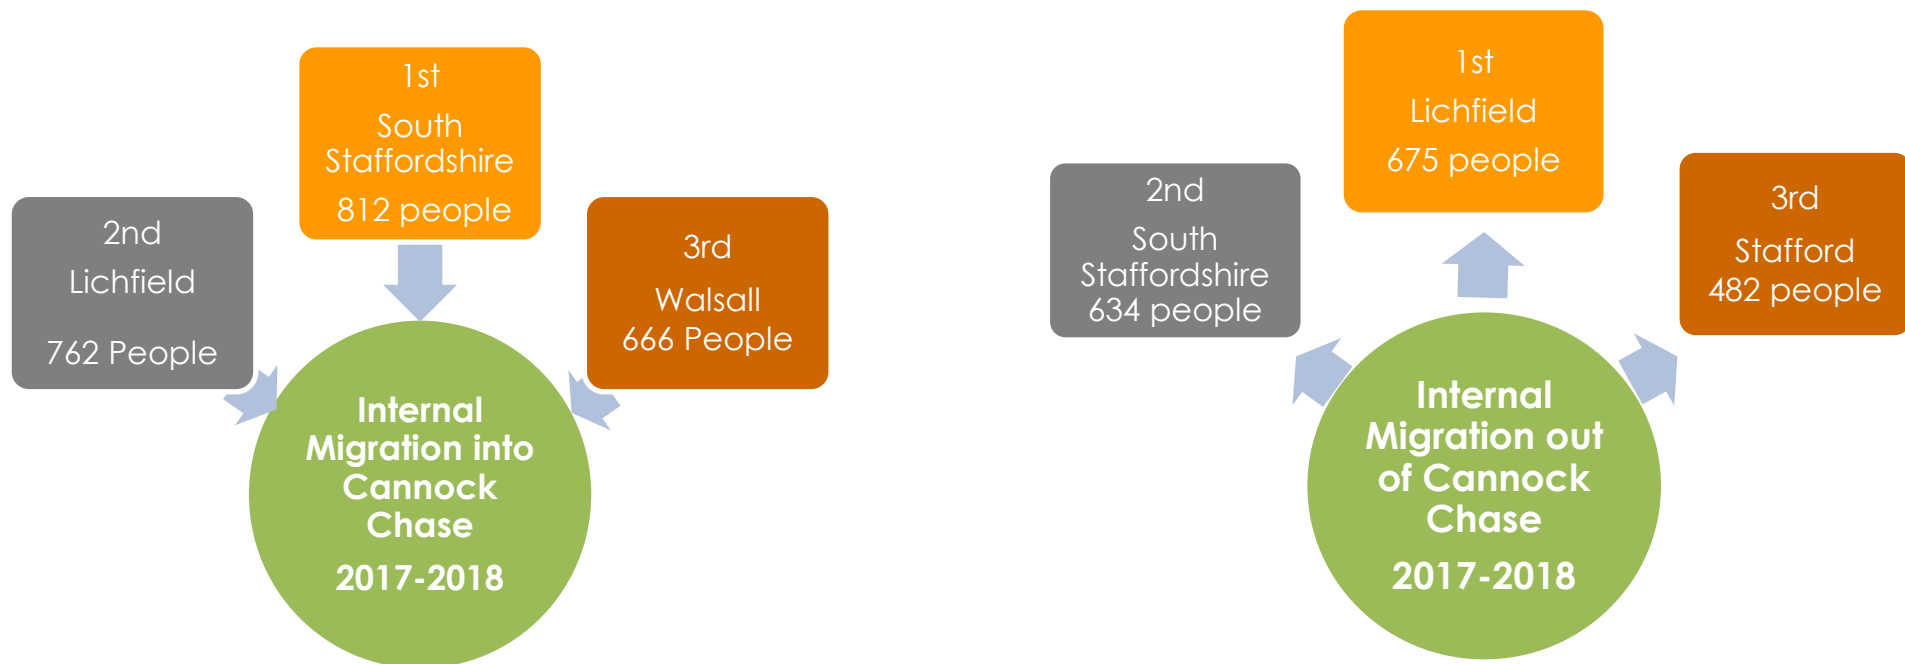 1st
South
Staffordshire
812 people
2nd
Lichfield
762 People
3rd
Walsall
666 People
Internal
Migration into
Cannock
Chase
2017-2018
1st
Lichfield
675 people
2nd
South
Staffordshire
634 people
3rd
Stafford
482 people
Internal
Migration out
of Cannock
Chase
2017-2018